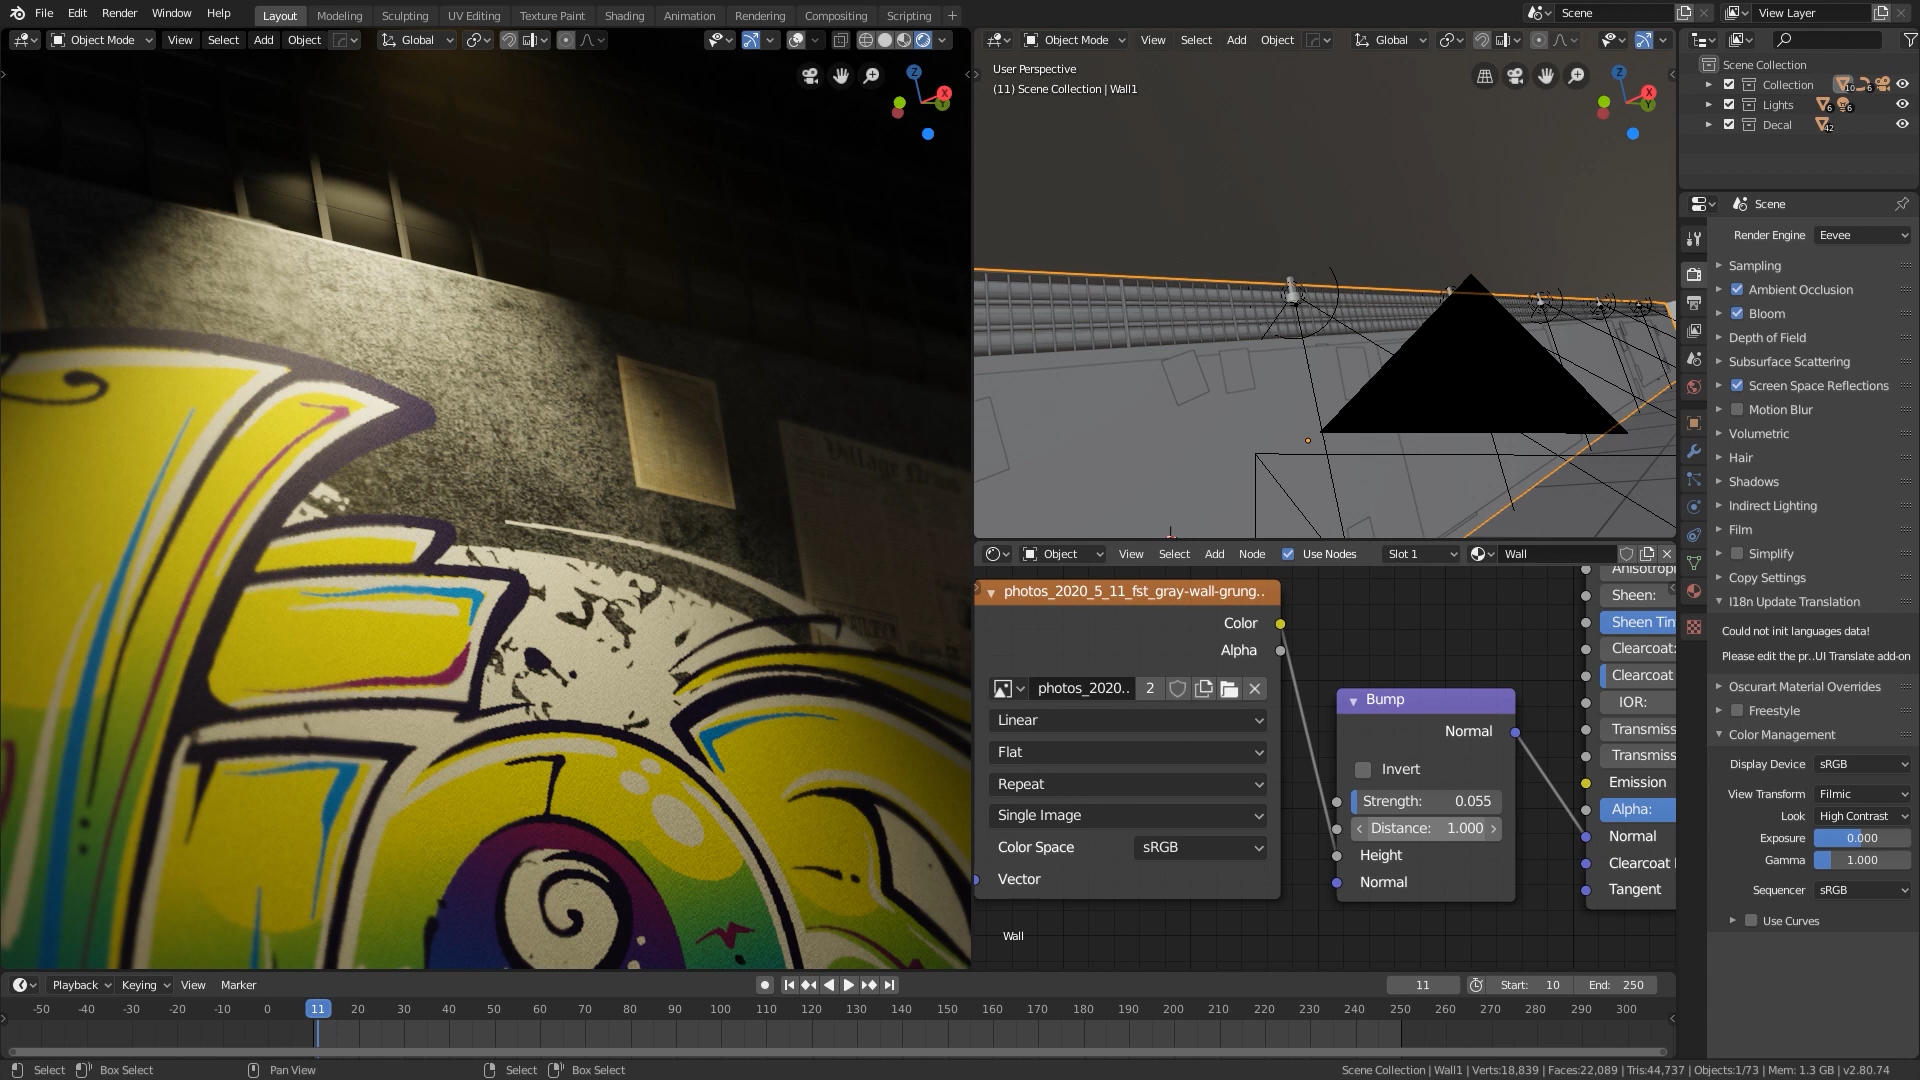 File Edit Render Window Help Layout Modeling Sculpting UV Editing Texture Paint Shading Animation Rendering Compositing Scripting + Scene View Layer
Object Mode View Select Add Object Global
Object Mode View Select Add Object Global
User Perspective
(11) Scene Collection | Wall1
Z
X
Y
Z
X
Y
Scene Collection
Collection 10 6
Lights 6 6
Decal 42
Scene
Render Engine Eevee
Sampling
Ambient Occlusion
Bloom
Depth of Field
Subsurface Scattering
Screen Space Reflections
Motion Blur
Volumetric
Hair
Shadows
Indirect Lighting
Film
Simplify
Copy Settings
I18n Update Translation
Could not init languages data!
Please edit the pr..UI Translate add-on
Oscurart Material Overrides
Freestyle
Color Management
Display Device sRGB
View Transform Filmic
Look High Contrast
Exposure 0.000
Gamma 1.000
Sequencer sRGB
Use Curves
Village News
Object View Select Add Node Use Nodes Slot 1 Wall
photos_2020_5_11_fst_gray-wall-grung..
Color
Alpha
photos_2020.. 2
Linear
Flat
Repeat
Single Image
Color Space sRGB
Vector
Wall
Bump
Normal
Invert
Strength: 0.055
Distance: 1.000
Height
Normal
Anisotropi
Sheen:
Sheen Tin
Clearcoat:
Clearcoat
IOR:
Transmiss
Transmiss
Emission
Alpha:
Normal
Clearcoat
Tangent
Playback Keying View Marker 11 Start: 10 End: 250
-50 -40 -30 -20 -10 0 11 20 30 40 50 60 70 80 90 100 110 120 130 140 150 160 170 180 190 200 210 220 230 240 250 260 270 280 290 300
Select Box Select Pan View Select Box Select Scene Collection | Wall1 | Verts:18,839 | Faces:22,089 | Tris:44,737 | Objects:1/73 | Mem: 1.3 GB | v2.80.74